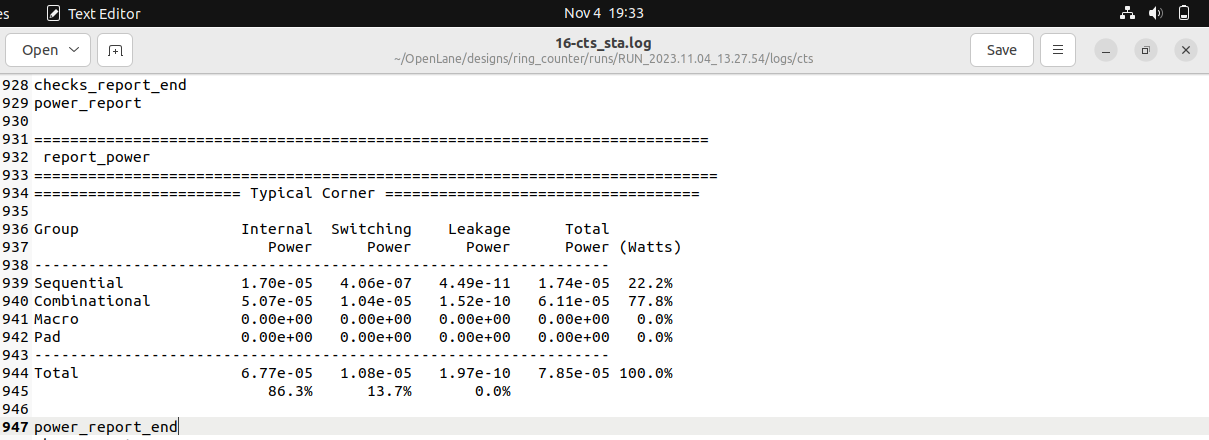 es Text Editor Nov 4 19:33
Open 16-cts_sta.log Save
~/OpenLane/designs/ring_counter/runs/RUN_2023.11.04_13.27.54/logs/cts
928 checks_report_end
929 power_report
930
931 ===========================================================================
932  report_power
933 ============================================================================
934 ======================= Typical Corner ===================================
935
936 Group                  Internal  Switching    Leakage      Total
937                           Power      Power      Power      Power (Watts)
938 ----------------------------------------------------------------
939 Sequential             1.70e-05   4.06e-07   4.49e-11   1.74e-05  22.2%
940 Combinational          5.07e-05   1.04e-05   1.52e-10   6.11e-05  77.8%
941 Macro                  0.00e+00   0.00e+00   0.00e+00   0.00e+00   0.0%
942 Pad                    0.00e+00   0.00e+00   0.00e+00   0.00e+00   0.0%
943 ----------------------------------------------------------------
944 Total                  6.77e-05   1.08e-05   1.97e-10   7.85e-05 100.0%
945                           86.3%      13.7%       0.0%
946
947 power_report_end